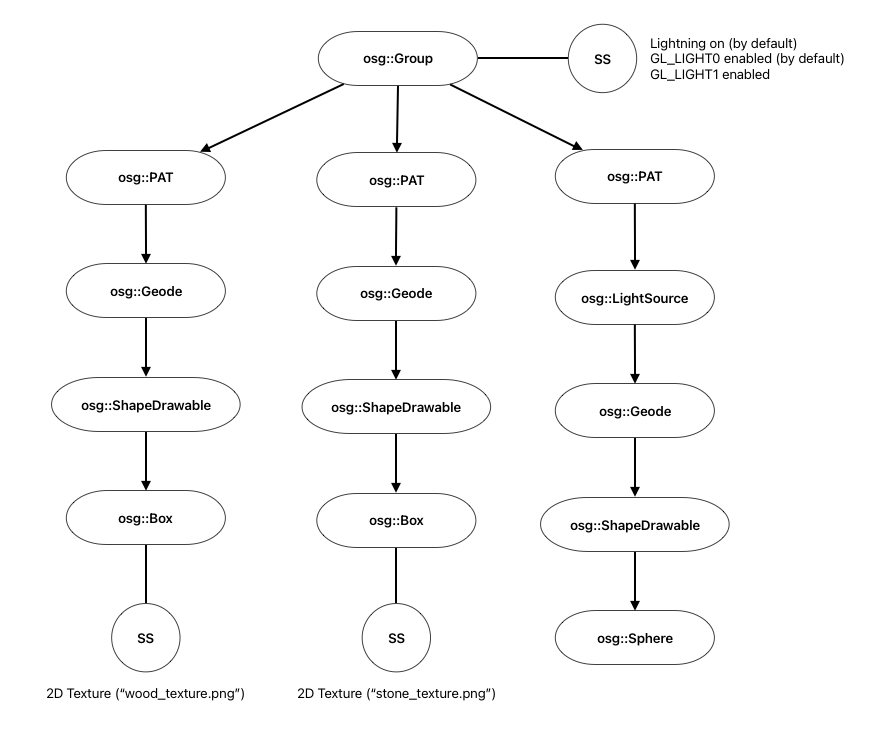 osg::Group
SS
Lightning on (by default)
GL_LIGHT0 enabled (by default)
GL_LIGHT1 enabled
osg::PAT
osg::PAT
osg::PAT
osg::Geode
osg::Geode
osg::LightSource
osg::ShapeDrawable
osg::ShapeDrawable
osg::Geode
osg::Box
osg::Box
osg::ShapeDrawable
SS
SS
osg::Sphere
2D Texture (“wood_texture.png”)
2D Texture (“stone_texture.png”)